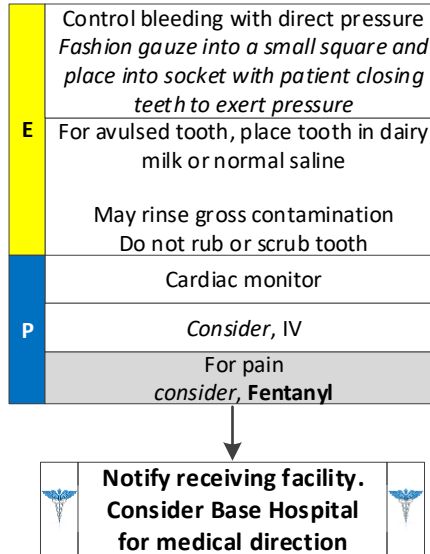 Control bleeding with direct pressure
Fashion gauze into a small square and
place into socket with patient closing
teeth to exert pressure
E
For avulsed tooth, place tooth in dairy
milk or normal saline
May rinse gross contamination
Do not rub or scrub tooth
P
Cardiac monitor
Consider, IV
For pain
consider, Fentanyl
Notify receiving facility.
Consider Base Hospital
for medical direction